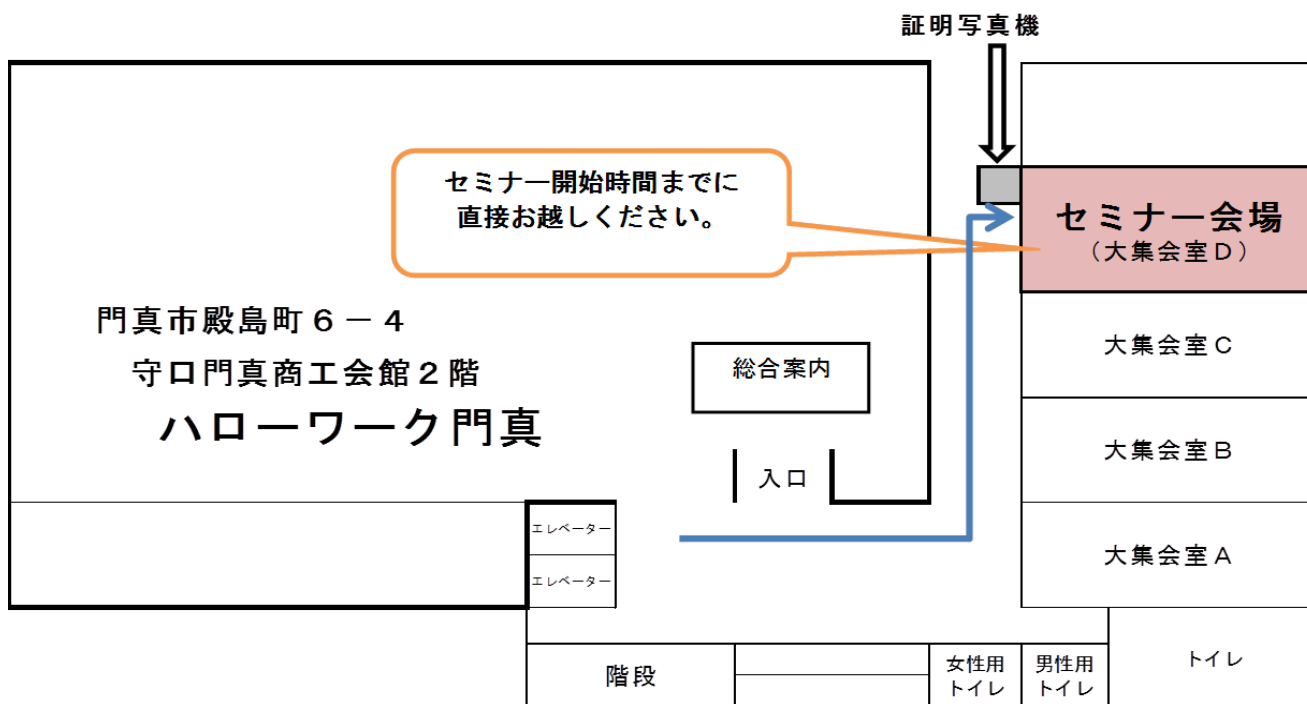 証明写真機
セミナー開始時間までに
直接お越しください。
セミナー会場
（大集会室Ｄ）
門真市殿島町６－４
守口門真商工会館２階
ハローワーク門真
総合案内
入口
大集会室Ｃ
大集会室Ｂ
大集会室Ａ
エレベーター
エレベーター
階段
女性用
トイレ
男性用
トイレ
トイレ